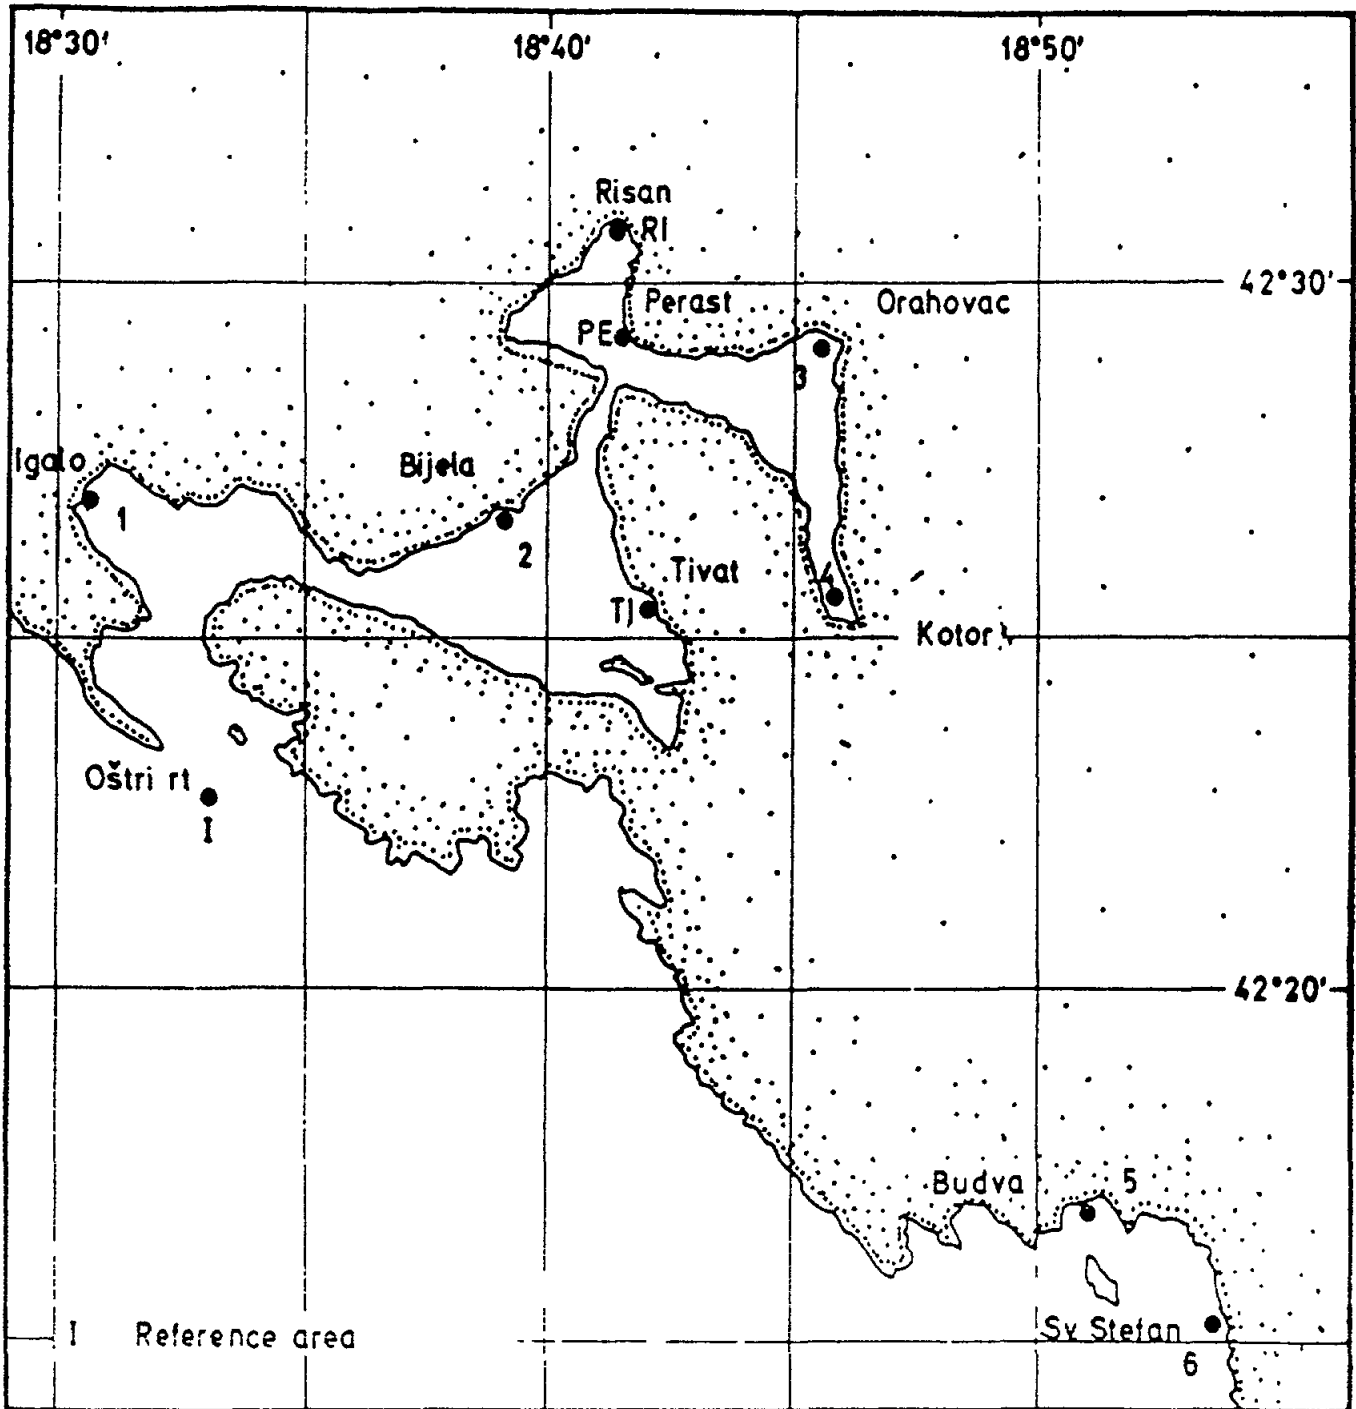 18°30'
18°40'
18°50'
Risan
RI
42°30'
Perast
Orahovac
PE
3
Igalo
Bijela
1
2
Tivat
4
TJ
Kotor
Oštri rt
I
42°20'
Budva
5
I Reference area
Sv Stefan
6